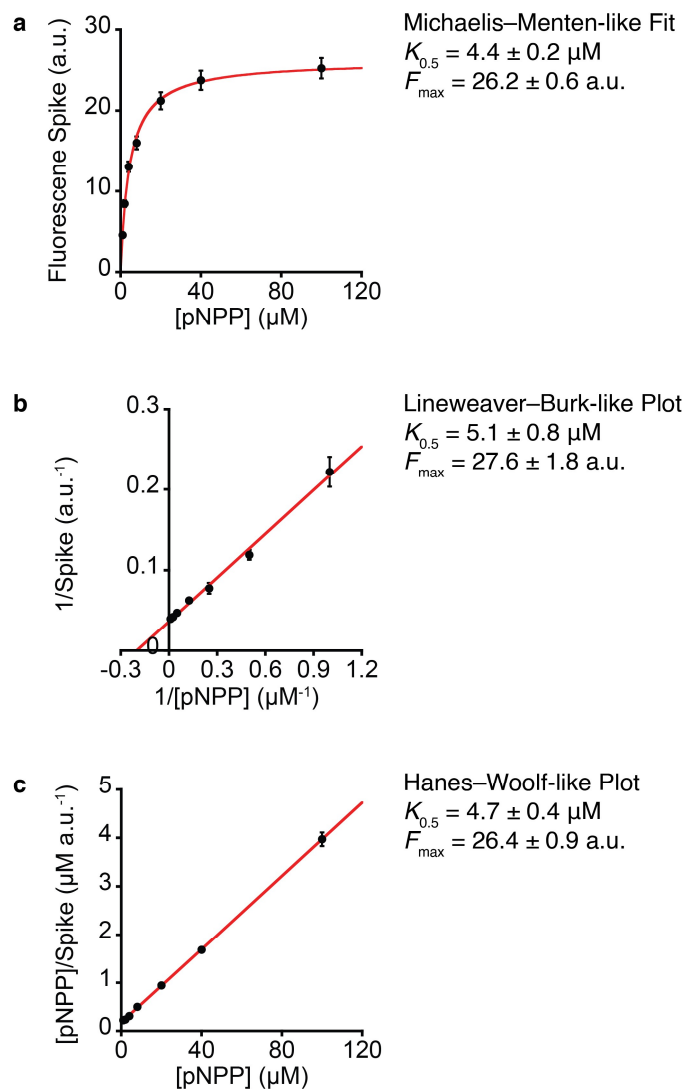 a
Michaelis–Menten-like Fit
K0.5 = 4.4 ± 0.2 µM
Fmax = 26.2 ± 0.6 a.u.
Fluorescene Spike (a.u.)
30
20
10
0
0 40 80 120
[pNPP] (µM)
b
Lineweaver–Burk-like Plot
K0.5 = 5.1 ± 0.8 µM
Fmax = 27.6 ± 1.8 a.u.
1/Spike (a.u.-1)
0.3
0.2
0.1
0
-0.3 0 0.3 0.6 0.9 1.2
1/[pNPP] (µM-1)
c
Hanes–Woolf-like Plot
K0.5 = 4.7 ± 0.4 µM
Fmax = 26.4 ± 0.9 a.u.
[pNPP]/Spike (µM a.u.-1)
5
4
3
2
1
0
0 40 80 120
[pNPP] (µM)